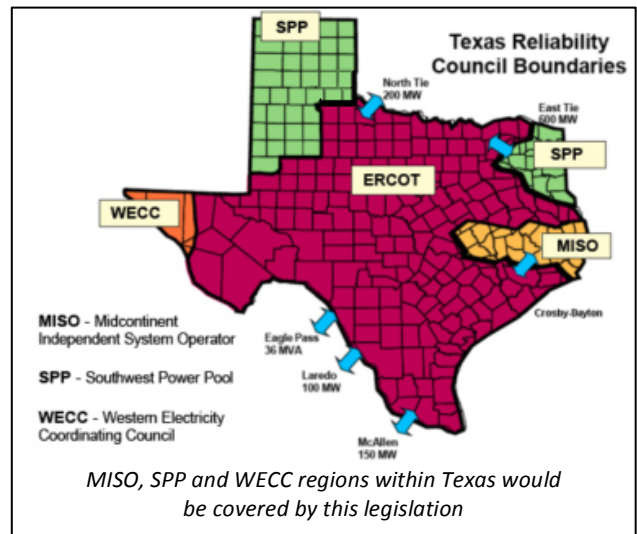 SPP
Texas Reliability
Council Boundaries
North Tie
200 MW
East Tie
600 MW
SPP
ERCOT
WECC
MISO
Crosby-Dayton
MISO - Midcontinent
Independent System Operator
Eagle Pass
36 MVA
SPP - Southwest Power Pool
Laredo
100 MW
WECC - Western Electricity
Coordinating Council
McAllen
150 MW
MISO, SPP and WECC regions within Texas would
be covered by this legislation